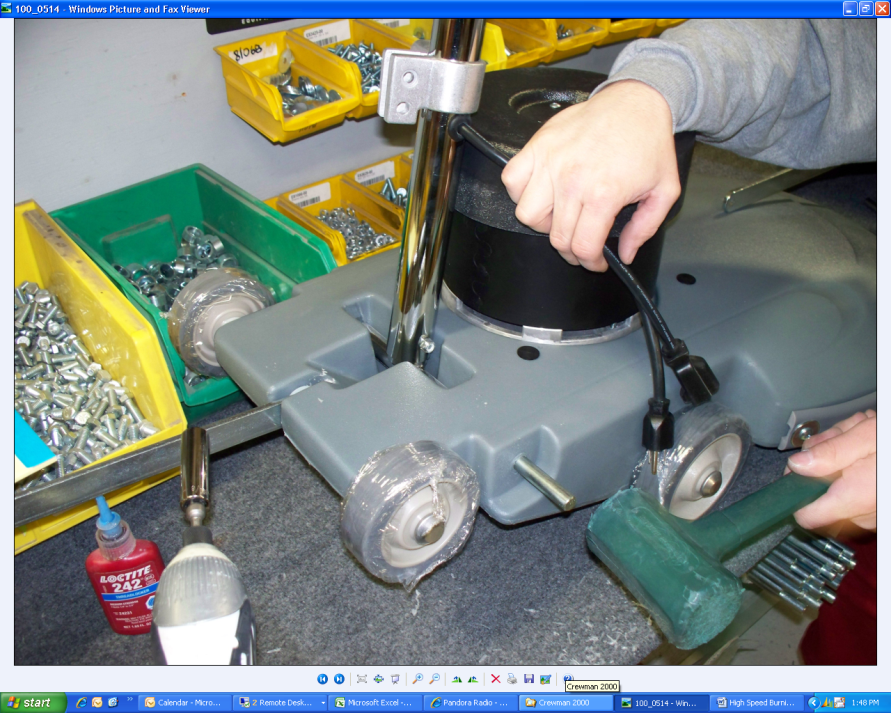 100_0514 - Windows Picture and Fax Viewer
81066
LOCTITE
242
Crewman 2000
start
Calendar - Micro...
2 Remote Desk...
Microsoft Excel -...
Pandora Radio - ...
Crewman 2000
100_0514 - Win...
High Speed Burni...
1:48 PM